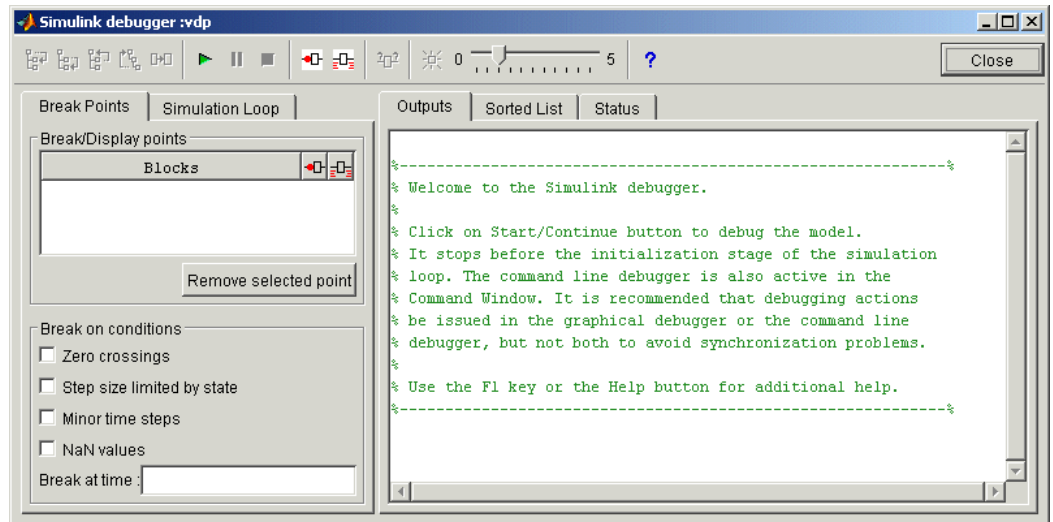 Simulink debugger :vdp
0 5 ? Close
Break Points Simulation Loop
Break/Display points
Blocks
Remove selected point
Break on conditions
Zero crossings
Step size limited by state
Minor time steps
NaN values
Break at time :
Outputs Sorted List Status
%------------------------------------------------------------%
% Welcome to the Simulink debugger.
%
% Click on Start/Continue button to debug the model.
% It stops before the initialization stage of the simulation
% loop. The command line debugger is also active in the
% Command Window. It is recommended that debugging actions
% be issued in the graphical debugger or the command line
% debugger, but not both to avoid synchronization problems.
%
% Use the F1 key or the Help button for additional help.
%------------------------------------------------------------%